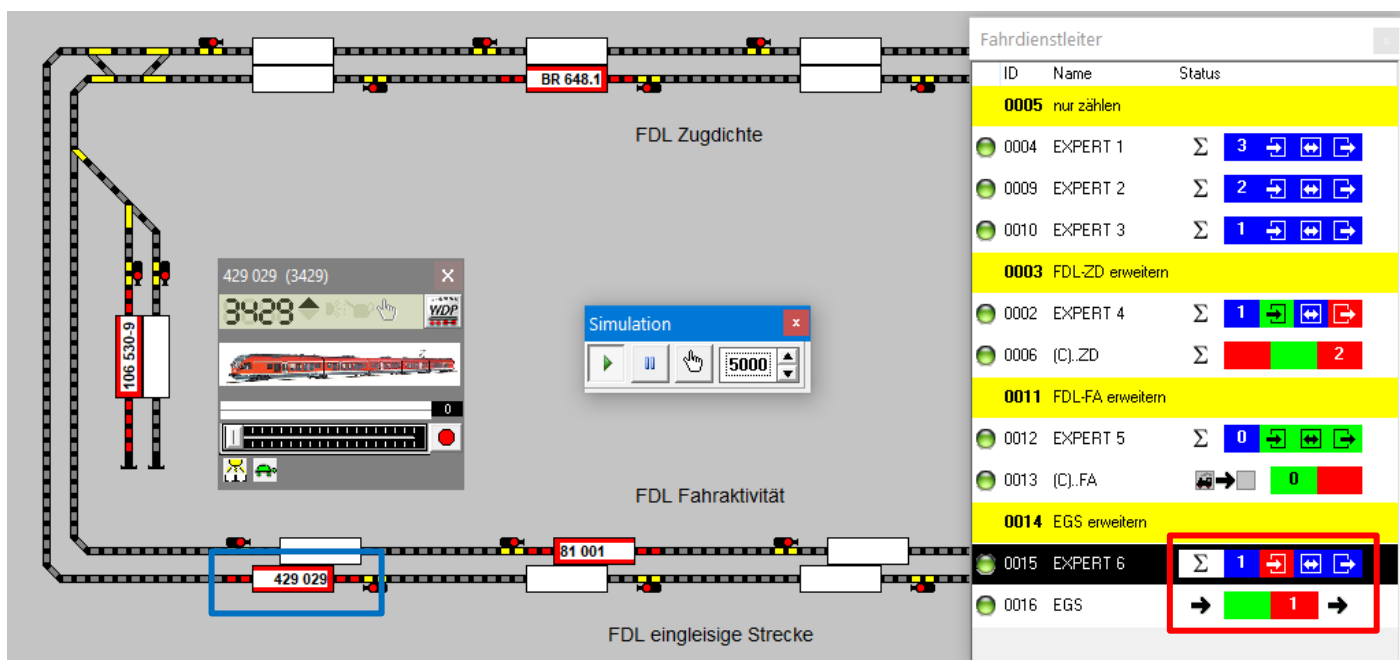 Fahrdienstleiter
ID Name Status
0005 nur zählen
0004 EXPERT 1 Σ 3
0009 EXPERT 2 Σ 2
0010 EXPERT 3 Σ 1
0003 FDL-ZD erweitern
0002 EXPERT 4 Σ 1
0006 (C)..ZD Σ 2
0011 FDL-FA erweitern
0012 EXPERT 5 Σ 0
0013 (C)..FA 0
0014 EGS erweitern
0015 EXPERT 6 Σ 1
0016 EGS 1
BR 648.1
FDL Zugdichte
106 530-9
429 029 (3429)
3429
WDP
0
Simulation
5000
FDL Fahraktivität
81 001
429 029
FDL eingleisige Strecke